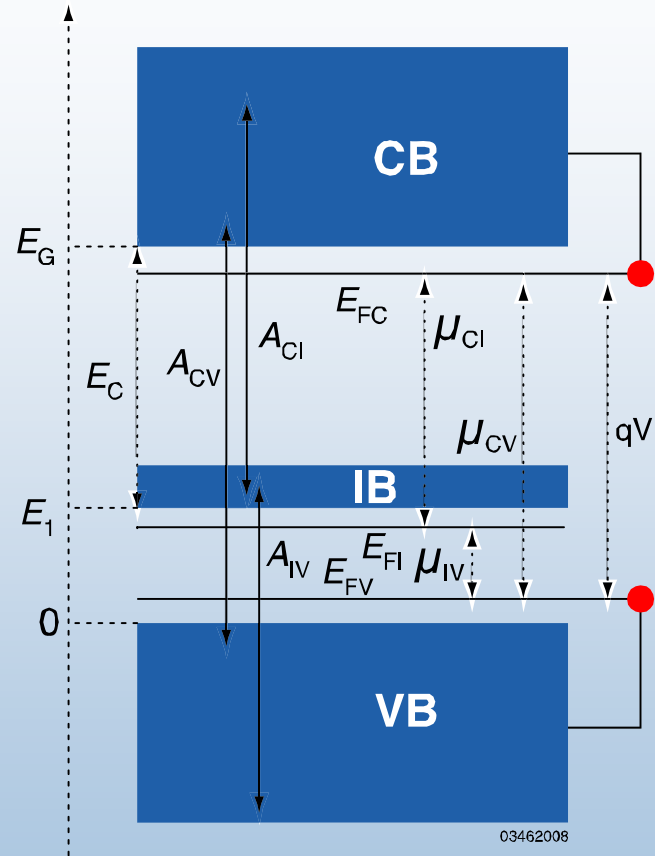 CB
E_G
E_FC
μ_CI
A_CI
A_CV
E_C
μ_CV
qV
IB
E_1
A_IV
E_FI
μ_IV
E_FV
0
VB
03462008